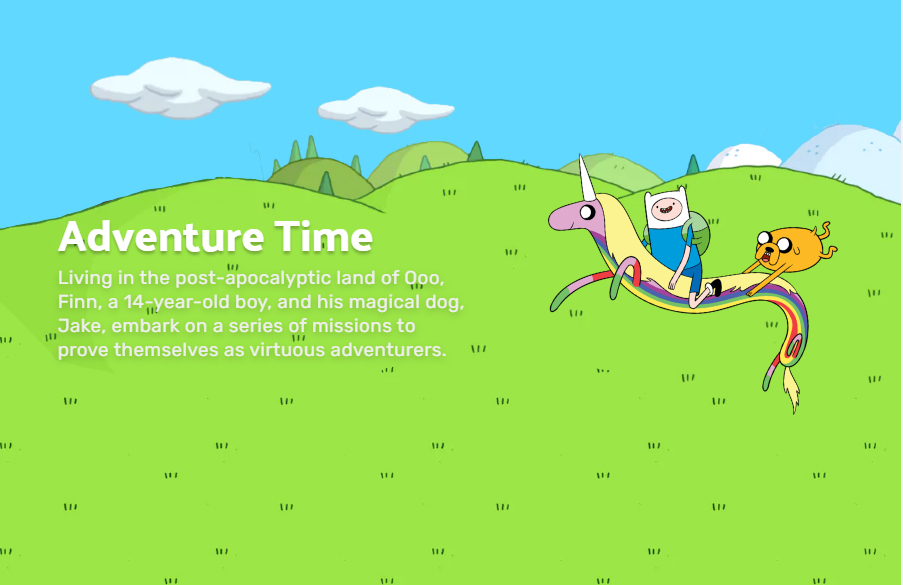 Adventure Time
Living in the post-apocalyptic land of Ooo,
Finn, a 14-year-old boy, and his magical dog,
Jake, embark on a series of missions to
prove themselves as virtuous adventurers.